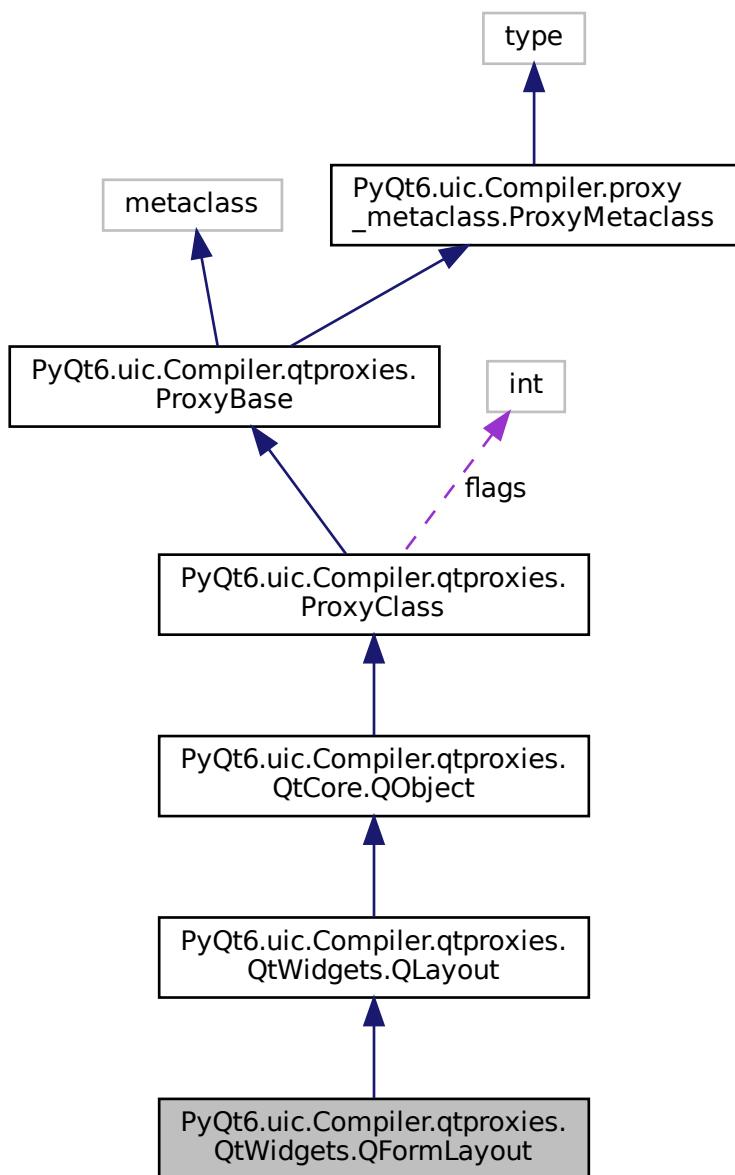 type
PyQt6.uic.Compiler.proxy
_metaclass.ProxyMetaclass
metaclass
PyQt6.uic.Compiler.qtproxies.
ProxyBase
int
flags
PyQt6.uic.Compiler.qtproxies.
ProxyClass
PyQt6.uic.Compiler.qtproxies.
QtCore.QObject
PyQt6.uic.Compiler.qtproxies.
QtWidgets.QLayout
PyQt6.uic.Compiler.qtproxies.
QtWidgets.QFormLayout